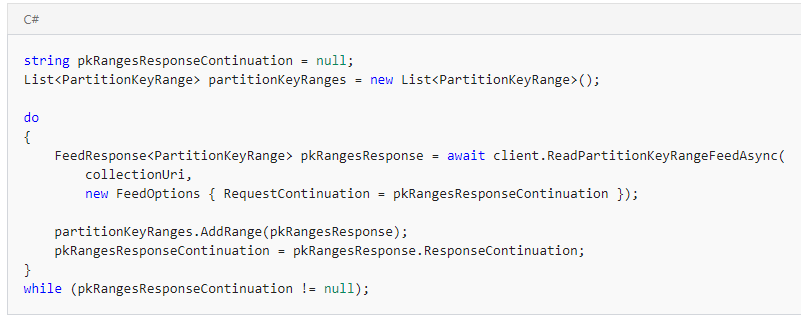 C#
string pkRangesResponseContinuation = null;
List<PartitionKeyRange> partitionKeyRanges = new List<PartitionKeyRange>();
do
{
    FeedResponse<PartitionKeyRange> pkRangesResponse = await client.ReadPartitionKeyRangeFeedAsync(
        collectionUri,
        new FeedOptions { RequestContinuation = pkRangesResponseContinuation });
    partitionKeyRanges.AddRange(pkRangesResponse);
    pkRangesResponseContinuation = pkRangesResponse.ResponseContinuation;
}
while (pkRangesResponseContinuation != null);